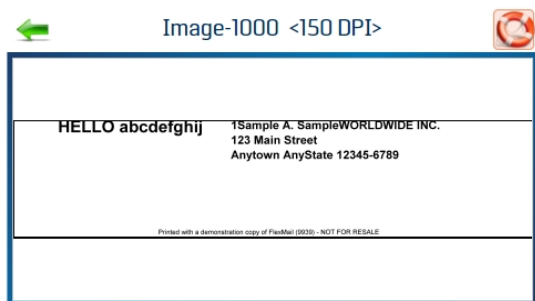 Image-1000 <150 DPI>
HELLO abcdefghij
1Sample A. SampleWORLDWIDE INC.
123 Main Street
Anytown AnyState 12345-6789
Printed with a demonstration copy of FlexMail (9939) - NOT FOR RESALE